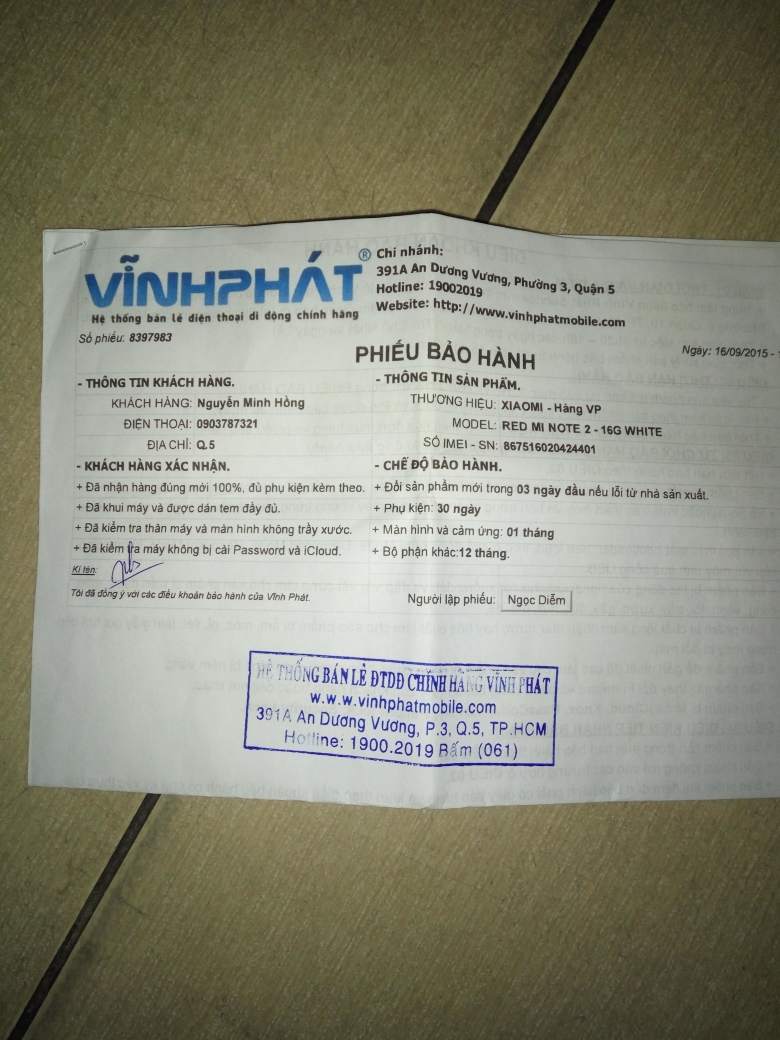 VĨNHPHÁT®
Hệ thống bán lẻ điện thoại di động chính hãng
Số phiếu: 8397983
Chi nhánh:
391A An Dương Vương, Phường 3, Quận 5
Hotline: 19002019
Website: http://www.vinhphatmobile.com
PHIẾU BẢO HÀNH
Ngày: 16/09/2015 -
- THÔNG TIN KHÁCH HÀNG.
KHÁCH HÀNG: Nguyễn Minh Hồng
ĐIỆN THOẠI: 0903787321
ĐỊA CHỈ: Q.5
- THÔNG TIN SẢN PHẨM.
THƯƠNG HIỆU: XIAOMI - Hàng VP
MODEL: RED MI NOTE 2 - 16G WHITE
SỐ IMEI - SN: 867516020424401
- KHÁCH HÀNG XÁC NHẬN.
+ Đã nhận hàng đúng mới 100%, đủ phụ kiện kèm theo.
+ Đã khui máy và được dán tem đầy đủ.
+ Đã kiểm tra thân máy và màn hình không trầy xước.
+ Đã kiểm tra máy không bị cài Password và iCloud.
Kí tên:
Tôi đã đồng ý với các điều khoản bảo hành của Vĩnh Phát.
- CHẾ ĐỘ BẢO HÀNH.
+ Đổi sản phẩm mới trong 03 ngày đầu nếu lỗi từ nhà sản xuất.
+ Phụ kiện: 30 ngày
+ Màn hình và cảm ứng: 01 tháng
+ Bộ phận khác:12 tháng.
Người lập phiếu: Ngọc Diễm
HỆ THỐNG BÁN LẺ ĐTDĐ CHÍNH HÃNG VĨNH PHÁT
w.w.w.vinhphatmobile.com
391A An Dương Vương, P.3, Q.5, TP.HCM
Hotline: 1900.2019 Bấm (061)